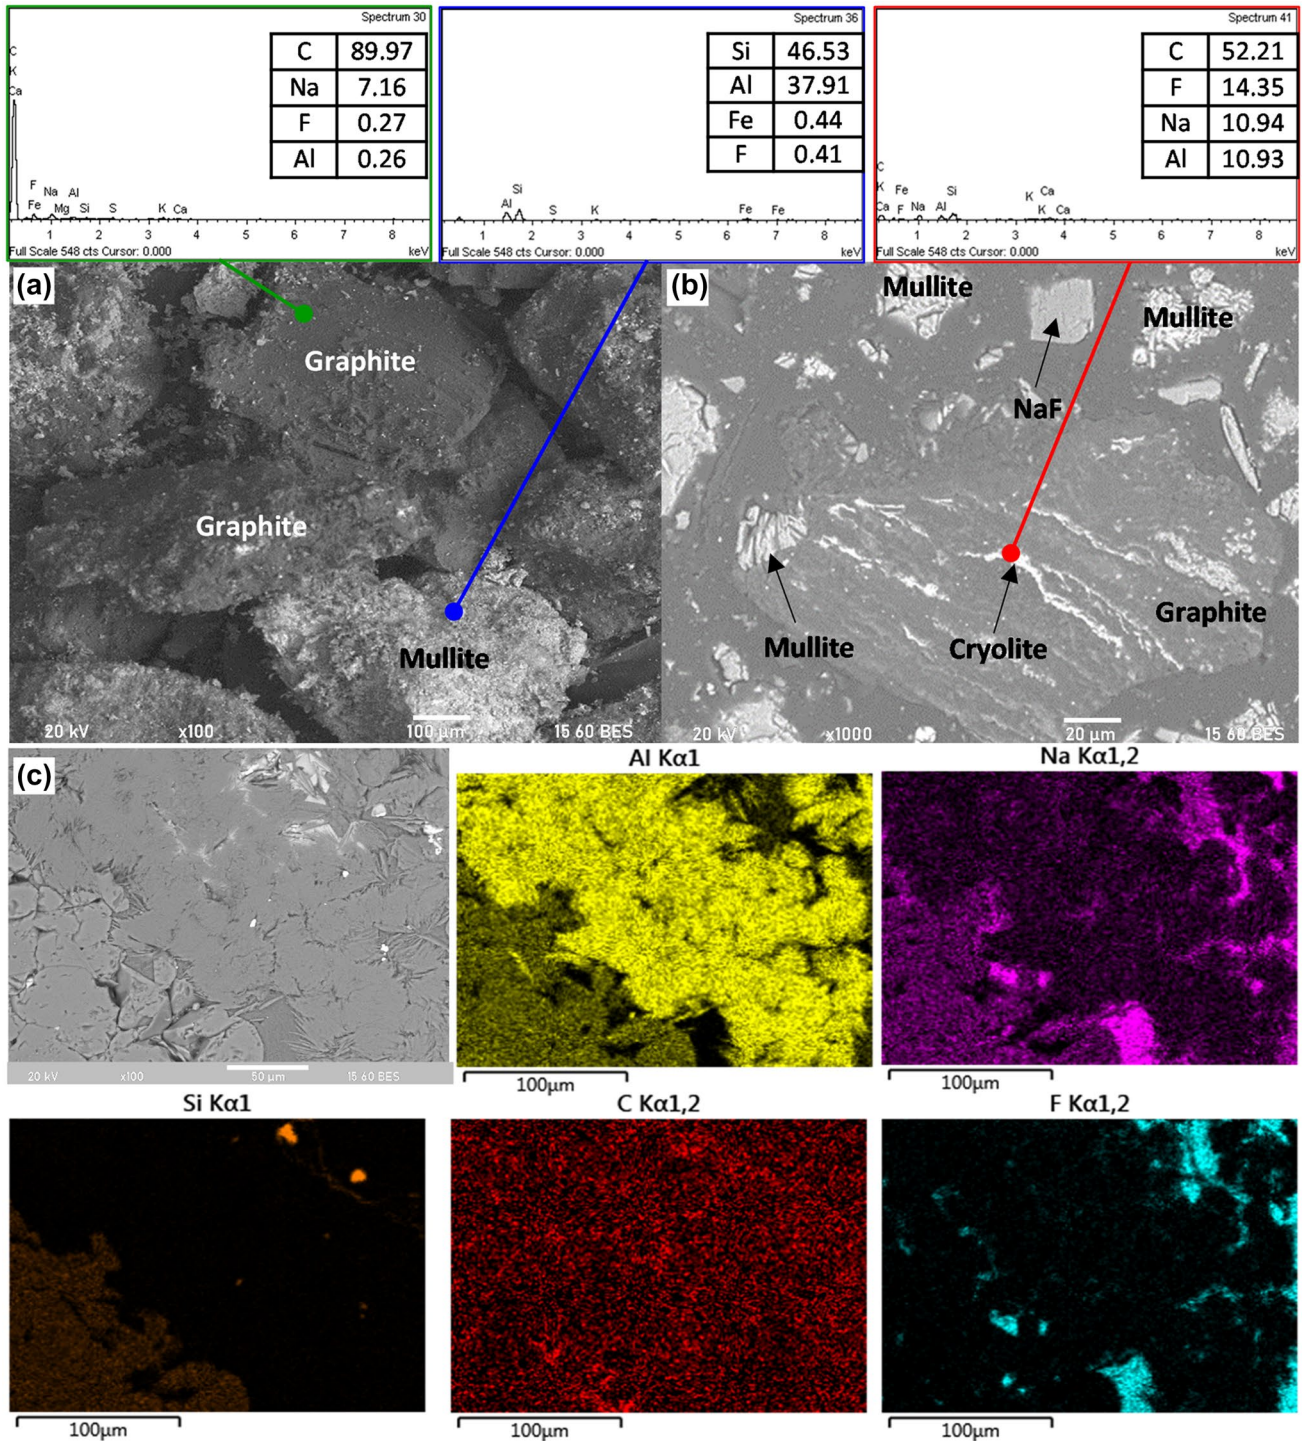 Spectrum 30
C 89.97
Na 7.16
F 0.27
Al 0.26
C
K
Ca
F Na Al
Fe Mg Si S K Ca
1 2 3 4 5 6 7 8
Full Scale 548 cts Cursor: 0.000 keV
Spectrum 36
Si 46.53
Al 37.91
Fe 0.44
F 0.41
Si
Al S K Fe Fe
1 2 3 4 5 6 7 8
Full Scale 548 cts Cursor: 0.000 keV
Spectrum 41
C 52.21
F 14.35
Na 10.94
Al 10.93
C
K Fe Si K Ca
Ca F Na Al K Ca
1 2 3 4 5 6 7 8
Full Scale 548 cts Cursor: 0.000 keV
(a)
Graphite
Graphite
Mullite
20 kV x100 100 µm 15 60 BES
(b)
Mullite
Mullite
NaF
Mullite
Cryolite
Graphite
20 kV x1000 20 µm 15 60 BES
(c)
20 kV x100 50 µm 15 60 BES
Al Kα1
100µm
Na Kα1,2
100µm
Si Kα1
100µm
C Kα1,2
100µm
F Kα1,2
100µm